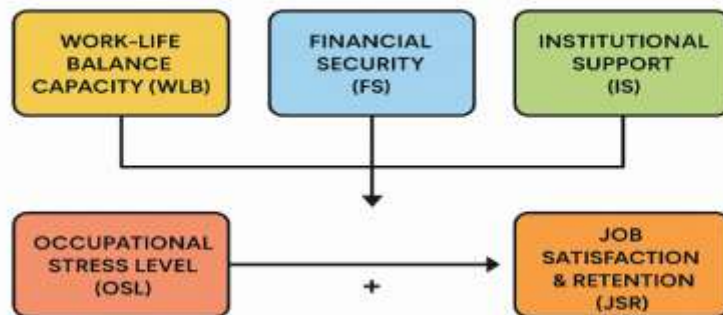 WORK-LIFE
BALANCE
CAPACITY (WLB)
FINANCIAL
SECURITY
(FS)
INSTITUTIONAL
SUPPORT
(IS)
OCCUPATIONAL
STRESS LEVEL
(OSL)
+
JOB
SATISFACTION
& RETENTION
(JSR)